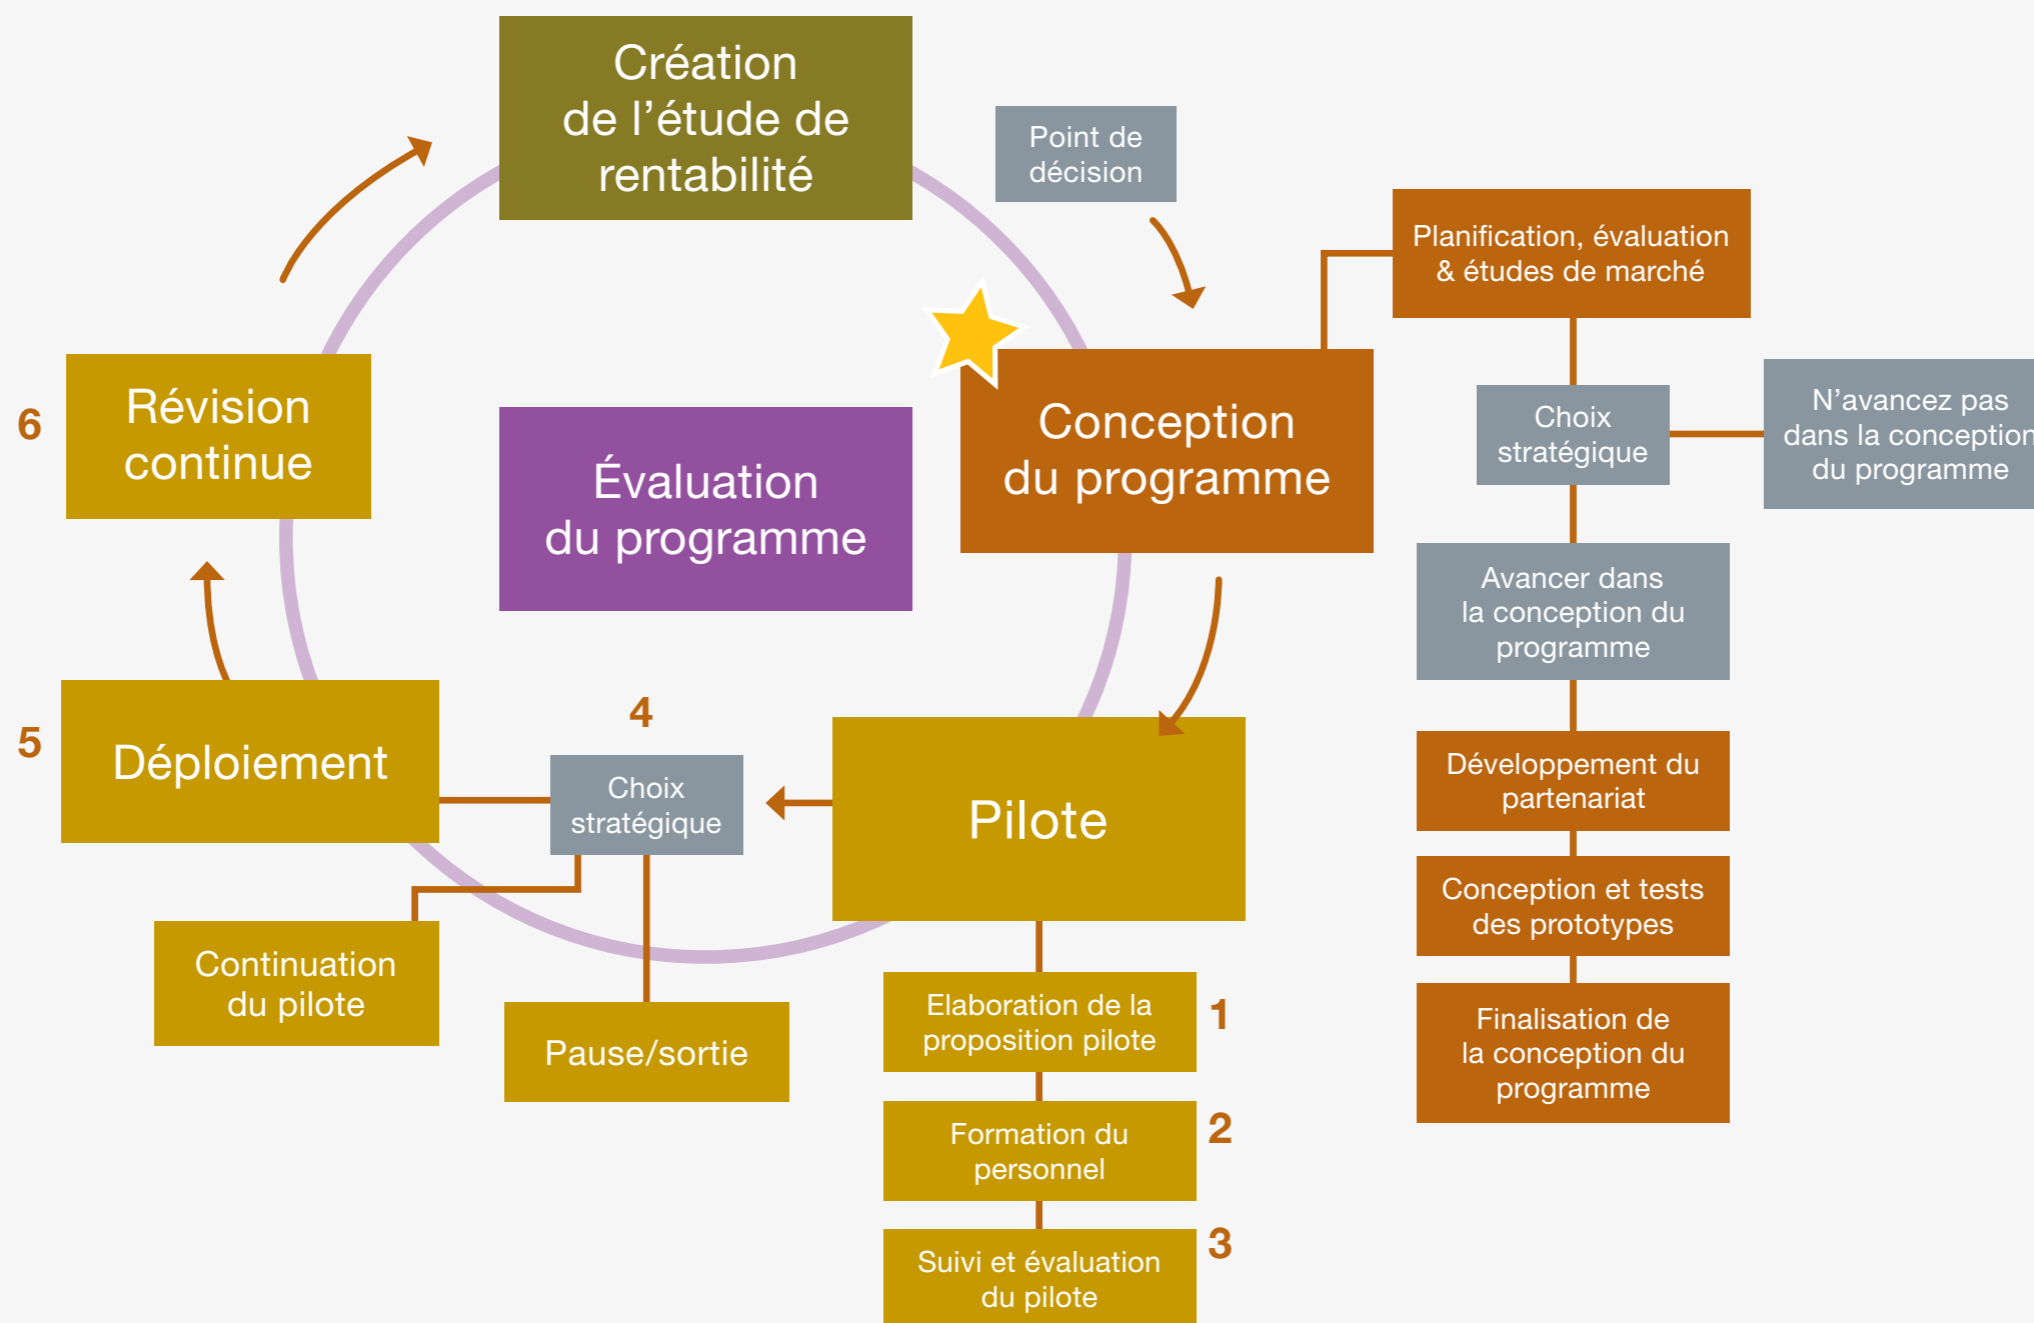 Création
de l’étude de
rentabilité
Point de
décision
Planification, évaluation
& études de marché
Choix
stratégique
N’avancez pas
dans la conception
du programme
Conception
du programme
Évaluation
du programme
6
Révision
continue
Avancer dans
la conception du
programme
5
Déploiement
4
Choix
stratégique
Pilote
Développement du
partenariat
Conception et tests
des prototypes
Finalisation de
la conception du
programme
Continuation
du pilote
Pause/sortie
Elaboration de la
proposition pilote
1
Formation du
personnel
2
Suivi et évaluation
du pilote
3